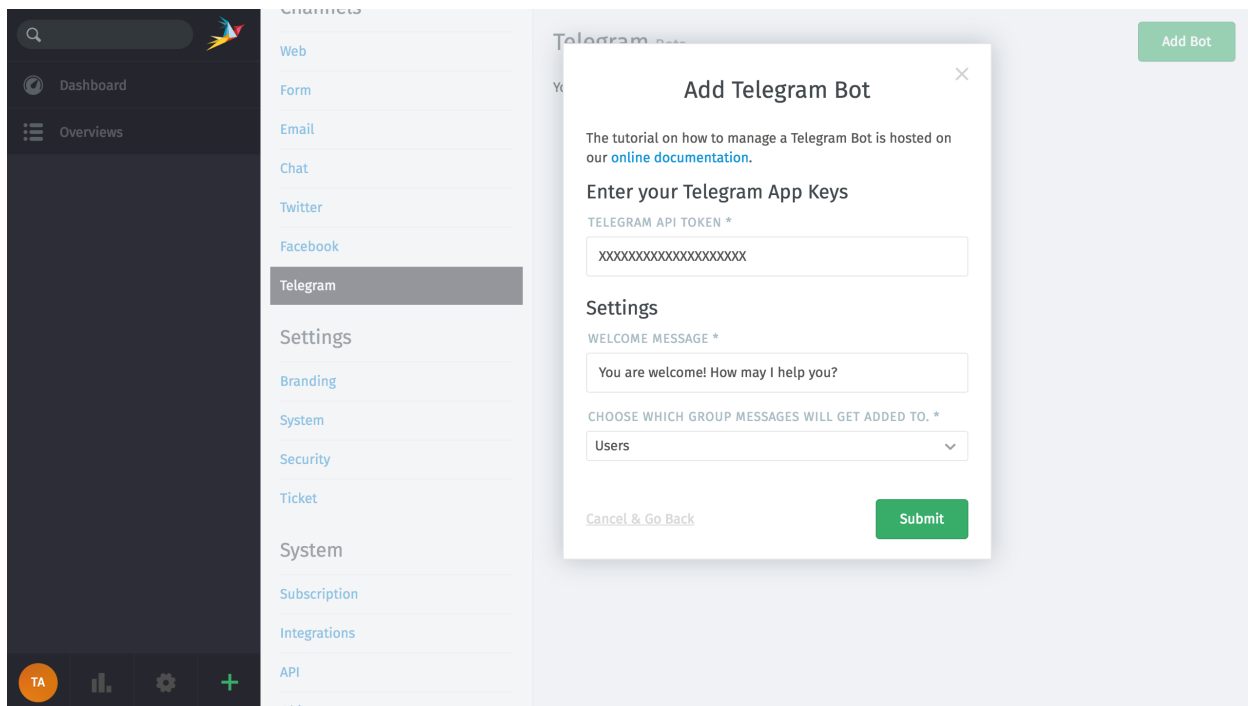 Dashboard
Overviews
TA
Channels
Web
Form
Email
Chat
Twitter
Facebook
Telegram
Settings
Branding
System
Security
Ticket
System
Subscription
Integrations
API
Telegram Bots
Add Bot
Add Telegram Bot
The tutorial on how to manage a Telegram Bot is hosted on
our online documentation.
Enter your Telegram App Keys
TELEGRAM API TOKEN *
XXXXXXXXXXXXXXXXXXXX
Settings
WELCOME MESSAGE *
You are welcome! How may I help you?
CHOOSE WHICH GROUP MESSAGES WILL GET ADDED TO. *
Users
Cancel & Go Back
Submit